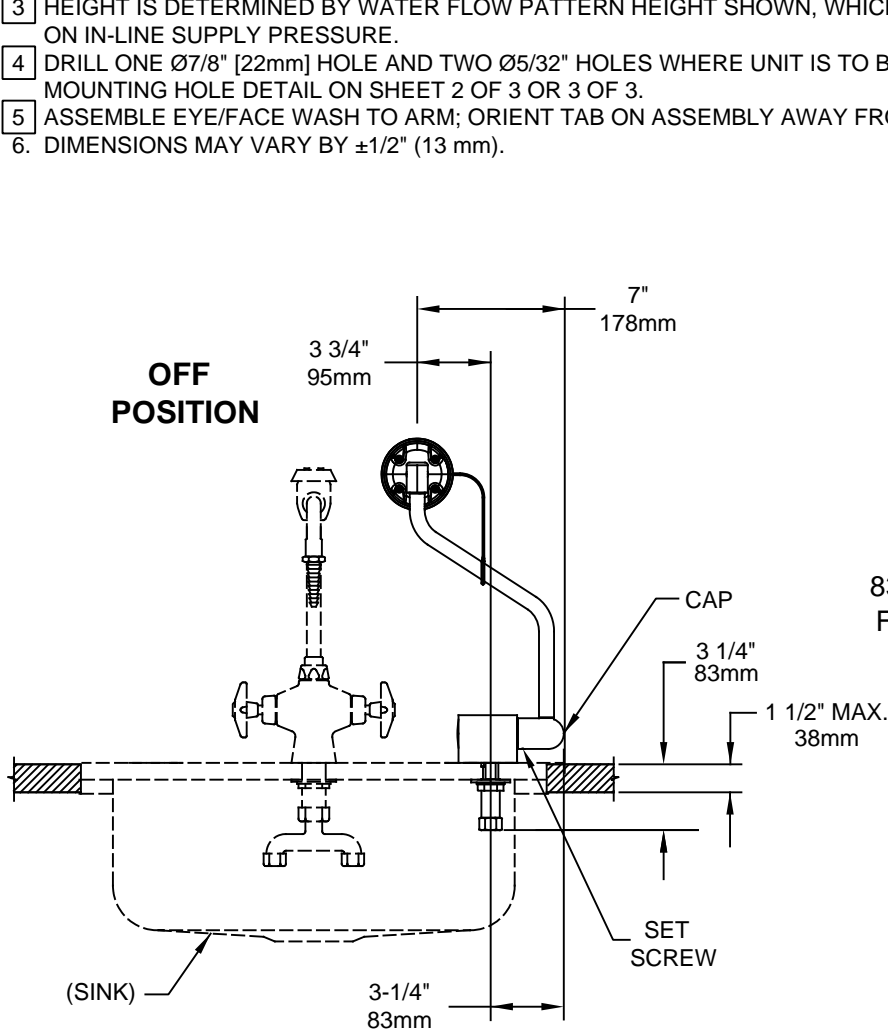 3 HEIGHT IS DETERMINED BY WATER FLOW PATTERN HEIGHT SHOWN, WHICH
ON IN-LINE SUPPLY PRESSURE.
4 DRILL ONE Ø7/8" [22mm] HOLE AND TWO Ø5/32" HOLES WHERE UNIT IS TO B
MOUNTING HOLE DETAIL ON SHEET 2 OF 3 OR 3 OF 3.
5 ASSEMBLE EYE/FACE WASH TO ARM; ORIENT TAB ON ASSEMBLY AWAY FRO
6. DIMENSIONS MAY VARY BY ±1/2" (13 mm).
7"
178mm
3 3/4"
95mm
OFF
POSITION
CAP
3 1/4"
83mm
1 1/2" MAX.
38mm
SET
SCREW
(SINK)
3-1/4"
83mm